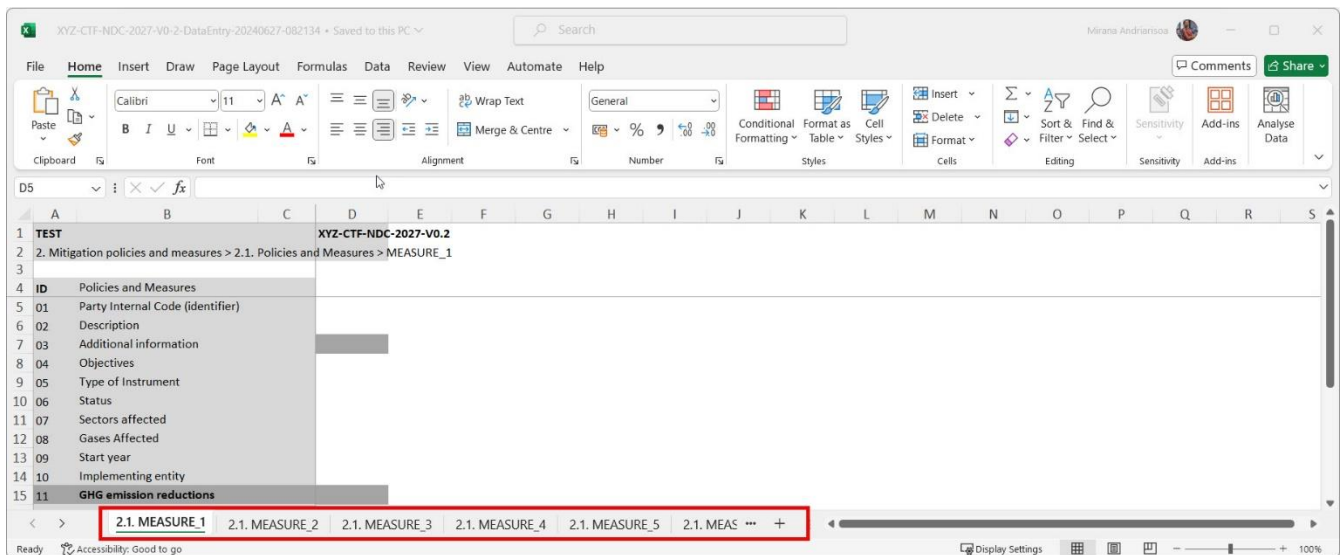 XYZ-CTF-NDC-2027-V0-2-DataEntry-20240627-082134 • Saved to this PC
Search
Mirana Andriarisoa
File Home Insert Draw Page Layout Formulas Data Review View Automate Help
Comments Share
Paste
Calibri 11 A A
B I U A
Wrap Text
Merge & Centre
General
% 9
Conditional Formatting
Format as Table
Cell Styles
Insert
Delete
Format
Sort & Filter
Find & Select
Sensitivity
Add-ins
Analyse Data
Clipboard Font Alignment Number Styles Cells Editing Sensitivity Add-ins
D5 fx
A B C D E F G H I J K L M N O P Q R S
1 TEST XYZ-CTF-NDC-2027-V0.2
2 2. Mitigation policies and measures > 2.1. Policies and Measures > MEASURE_1
3
4 ID Policies and Measures
5 01 Party Internal Code (identifier)
6 02 Description
7 03 Additional information
8 04 Objectives
9 05 Type of Instrument
10 06 Status
11 07 Sectors affected
12 08 Gases Affected
13 09 Start year
14 10 Implementing entity
15 11 GHG emission reductions
2.1. MEASURE_1 2.1. MEASURE_2 2.1. MEASURE_3 2.1. MEASURE_4 2.1. MEASURE_5 2.1. MEAS ... +
Ready Accessibility: Good to go Display Settings 100%